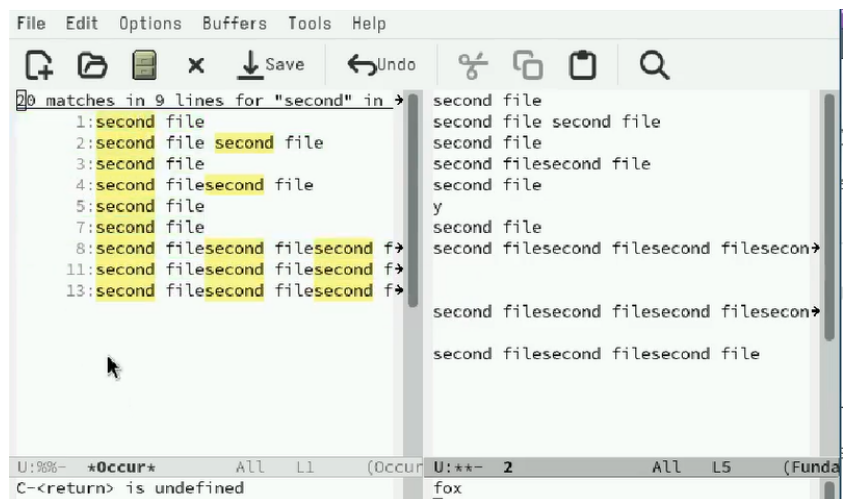 File Edit Options Buffers Tools Help
Save Undo
20 matches in 9 lines for "second" in
1:second file
2:second file second file
3:second file
4:second filesecond file
5:second file
7:second file
8:second filesecond filesecond f
11:second filesecond filesecond f
13:second filesecond filesecond f
U:%%- *Occur* All L1 (Occur
C-<return> is undefined
second file
second file second file
second file
second filesecond file
second file
y
second file
second filesecond filesecond filesecon
second filesecond filesecond filesecon
second filesecond filesecond file
U:**- 2 All L5 (Funda
fox